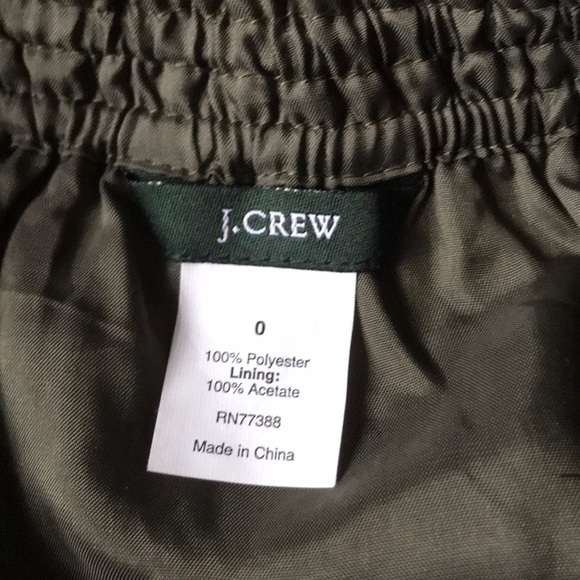 J.CREW
0
100% Polyester
Lining:
100% Acetate
RN77388
Made in China